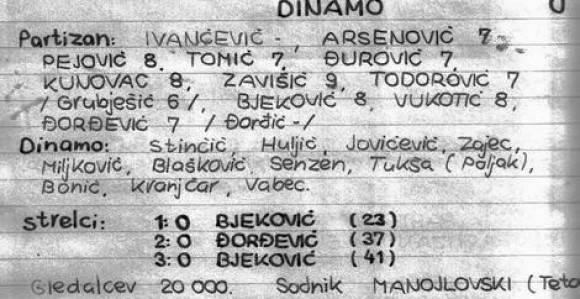 DINAMO 0
Partizan: IVANČEVIĆ - , ARSENOVIĆ 7,
PEJOVIĆ 8, TOMIĆ 7, ĐUROVIĆ 7,
KUNOVAC 8, ZAVIŠIĆ 9, TODOROVIĆ 7
/ Grubješić 6 /, BJEKOVIĆ 8, VUKOTIĆ 8,
ĐORĐEVIĆ 7 / Đorđić - /
Dinamo: Stinčić, Huljić, Jovićević, Zajec,
Miljković, Blašković, Senzen, Tukša ( Poljak),
Bonić, Kranjčar, Vabec.
strelci: 1:0 BJEKOVIĆ (23)
2:0 ĐORĐEVIĆ (37)
3:0 BJEKOVIĆ (41)
Gledalcev 20 000. Sodnik MANOJLOVSKI (Teto